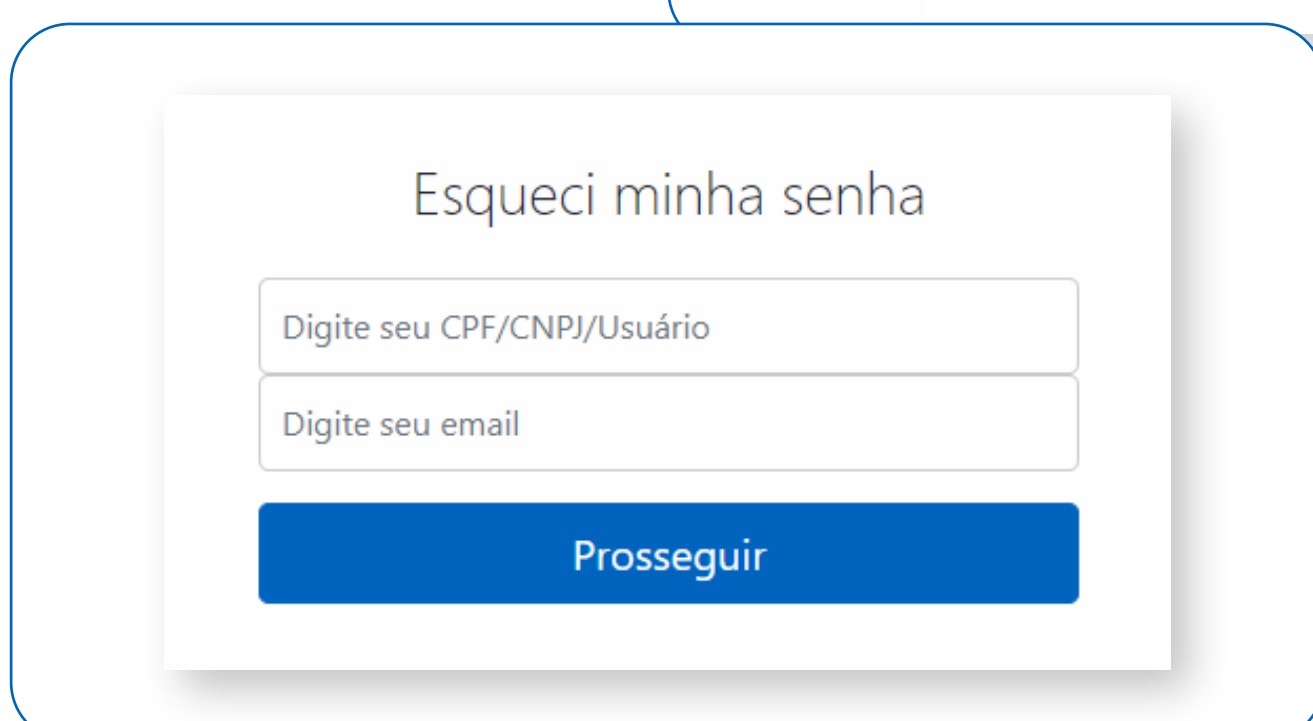 Esqueci minha senha
Digite seu CPF/CNPJ/Usuário
Digite seu email
Prosseguir